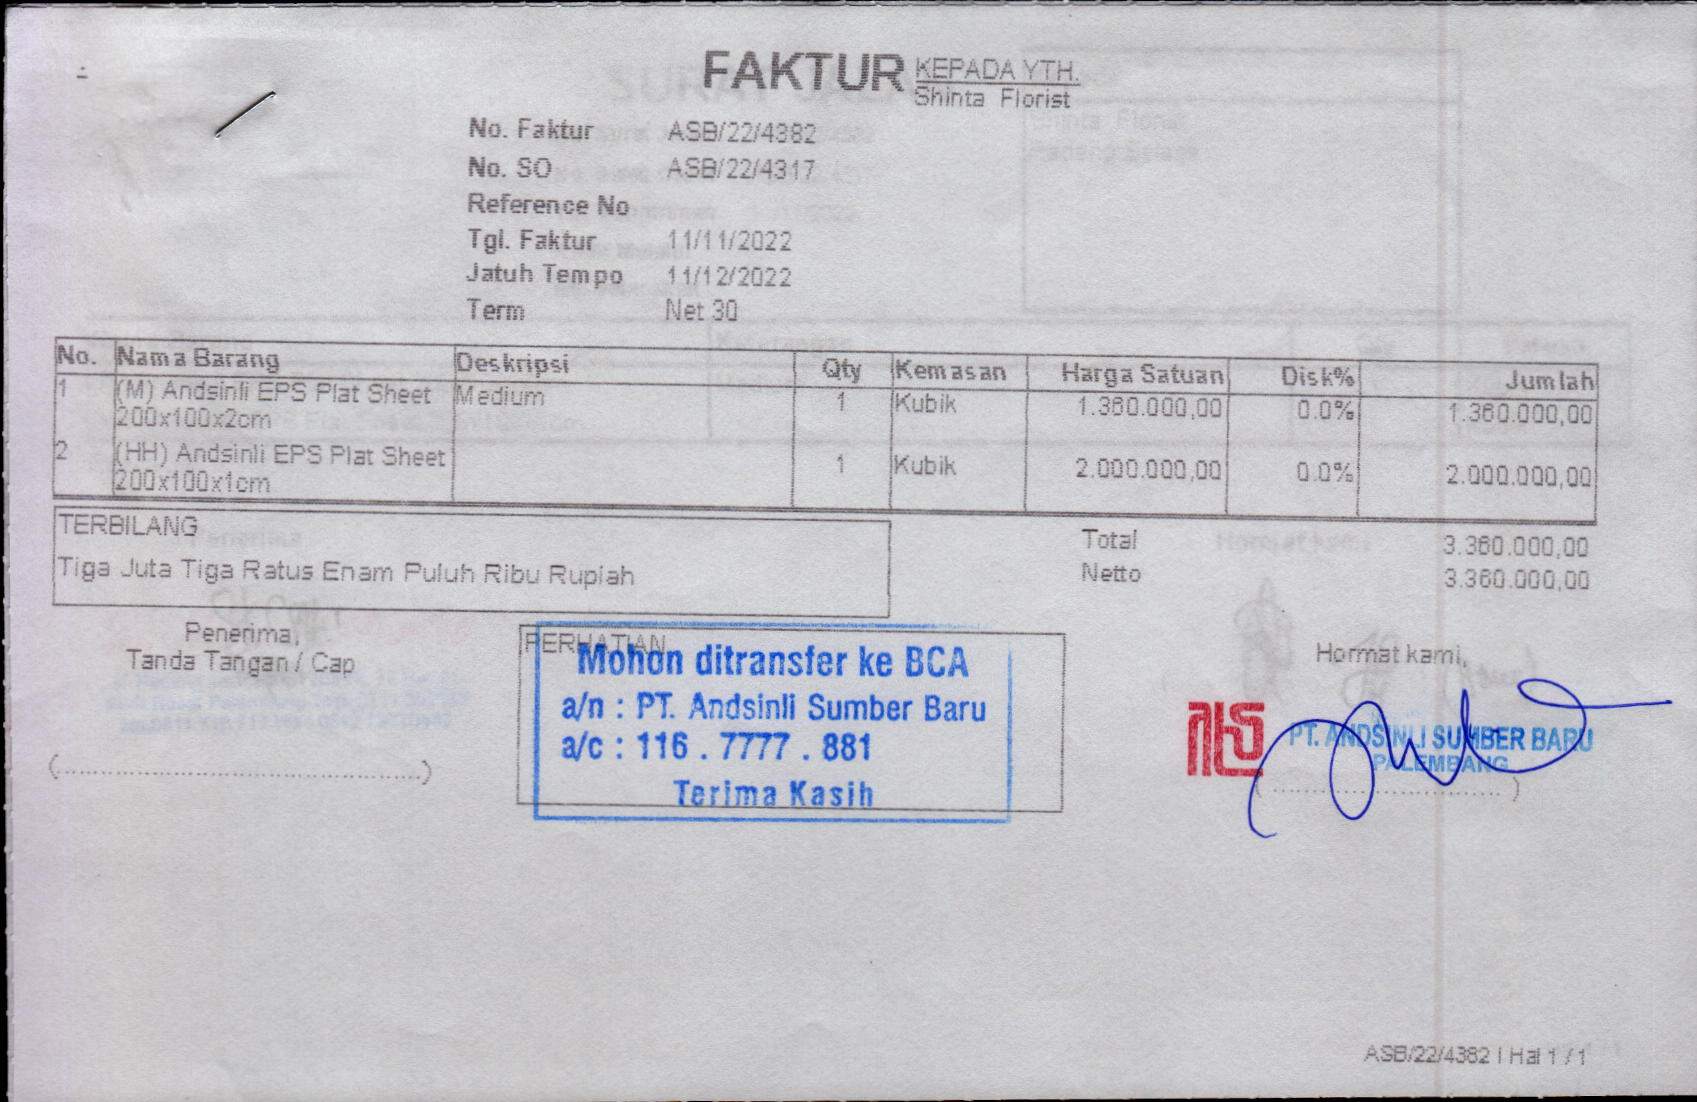 FAKTUR
KEPADA YTH.
Shinta Florist
No. Faktur ASB/22/4382
No. SO ASB/22/4317
Reference No
Tgl. Faktur 11/11/2022
Jatuh Tempo 11/12/2022
Term Net 30
No. Nama Barang Deskripsi Qty Kemasan Harga Satuan Disk% Jumlah
1 (M) Andsinli EPS Plat Sheet Medium 1 Kubik 1.360.000,00 0.0% 1.360.000,00
200x100x2cm
2 (HH) Andsinli EPS Plat Sheet 1 Kubik 2.000.000,00 0.0% 2.000.000,00
200x100x1cm
TERBILANG
Tiga Juta Tiga Ratus Enam Puluh Ribu Rupiah
Total 3.360.000,00
Netto 3.360.000,00
Penerima,
Tanda Tangan / Cap
(..........................................................)
PERHATIAN
Mohon ditransfer ke BCA
a/n : PT. Andsinli Sumber Baru
a/c : 116 . 7777 . 881
Terima Kasih
Hormat kami,
PT. ANDSINLI SUMBER BARU
PALEMBANG
( ..................................... )
ASB/22/4382 | Hal 1 / 1